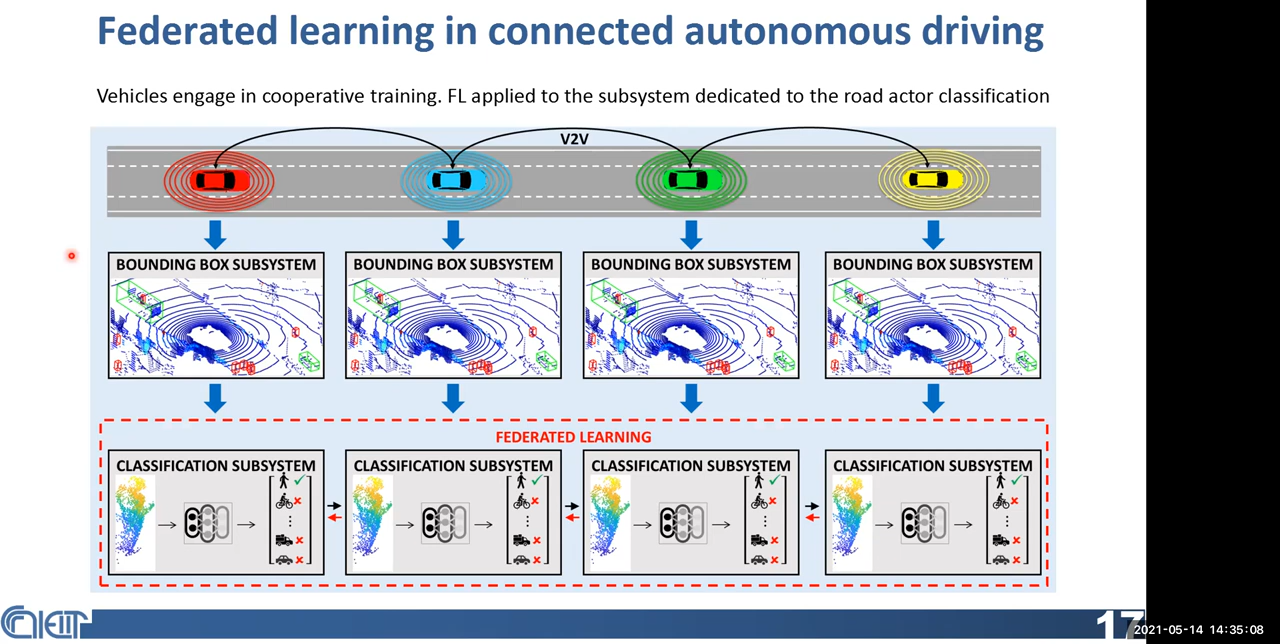 Federated learning in connected autonomous driving
Vehicles engage in cooperative training. FL applied to the subsystem dedicated to the road actor classification
V2V
BOUNDING BOX SUBSYSTEM
BOUNDING BOX SUBSYSTEM
BOUNDING BOX SUBSYSTEM
BOUNDING BOX SUBSYSTEM
FEDERATED LEARNING
CLASSIFICATION SUBSYSTEM
CLASSIFICATION SUBSYSTEM
CLASSIFICATION SUBSYSTEM
CLASSIFICATION SUBSYSTEM
17
2021-05-14 14:35:08